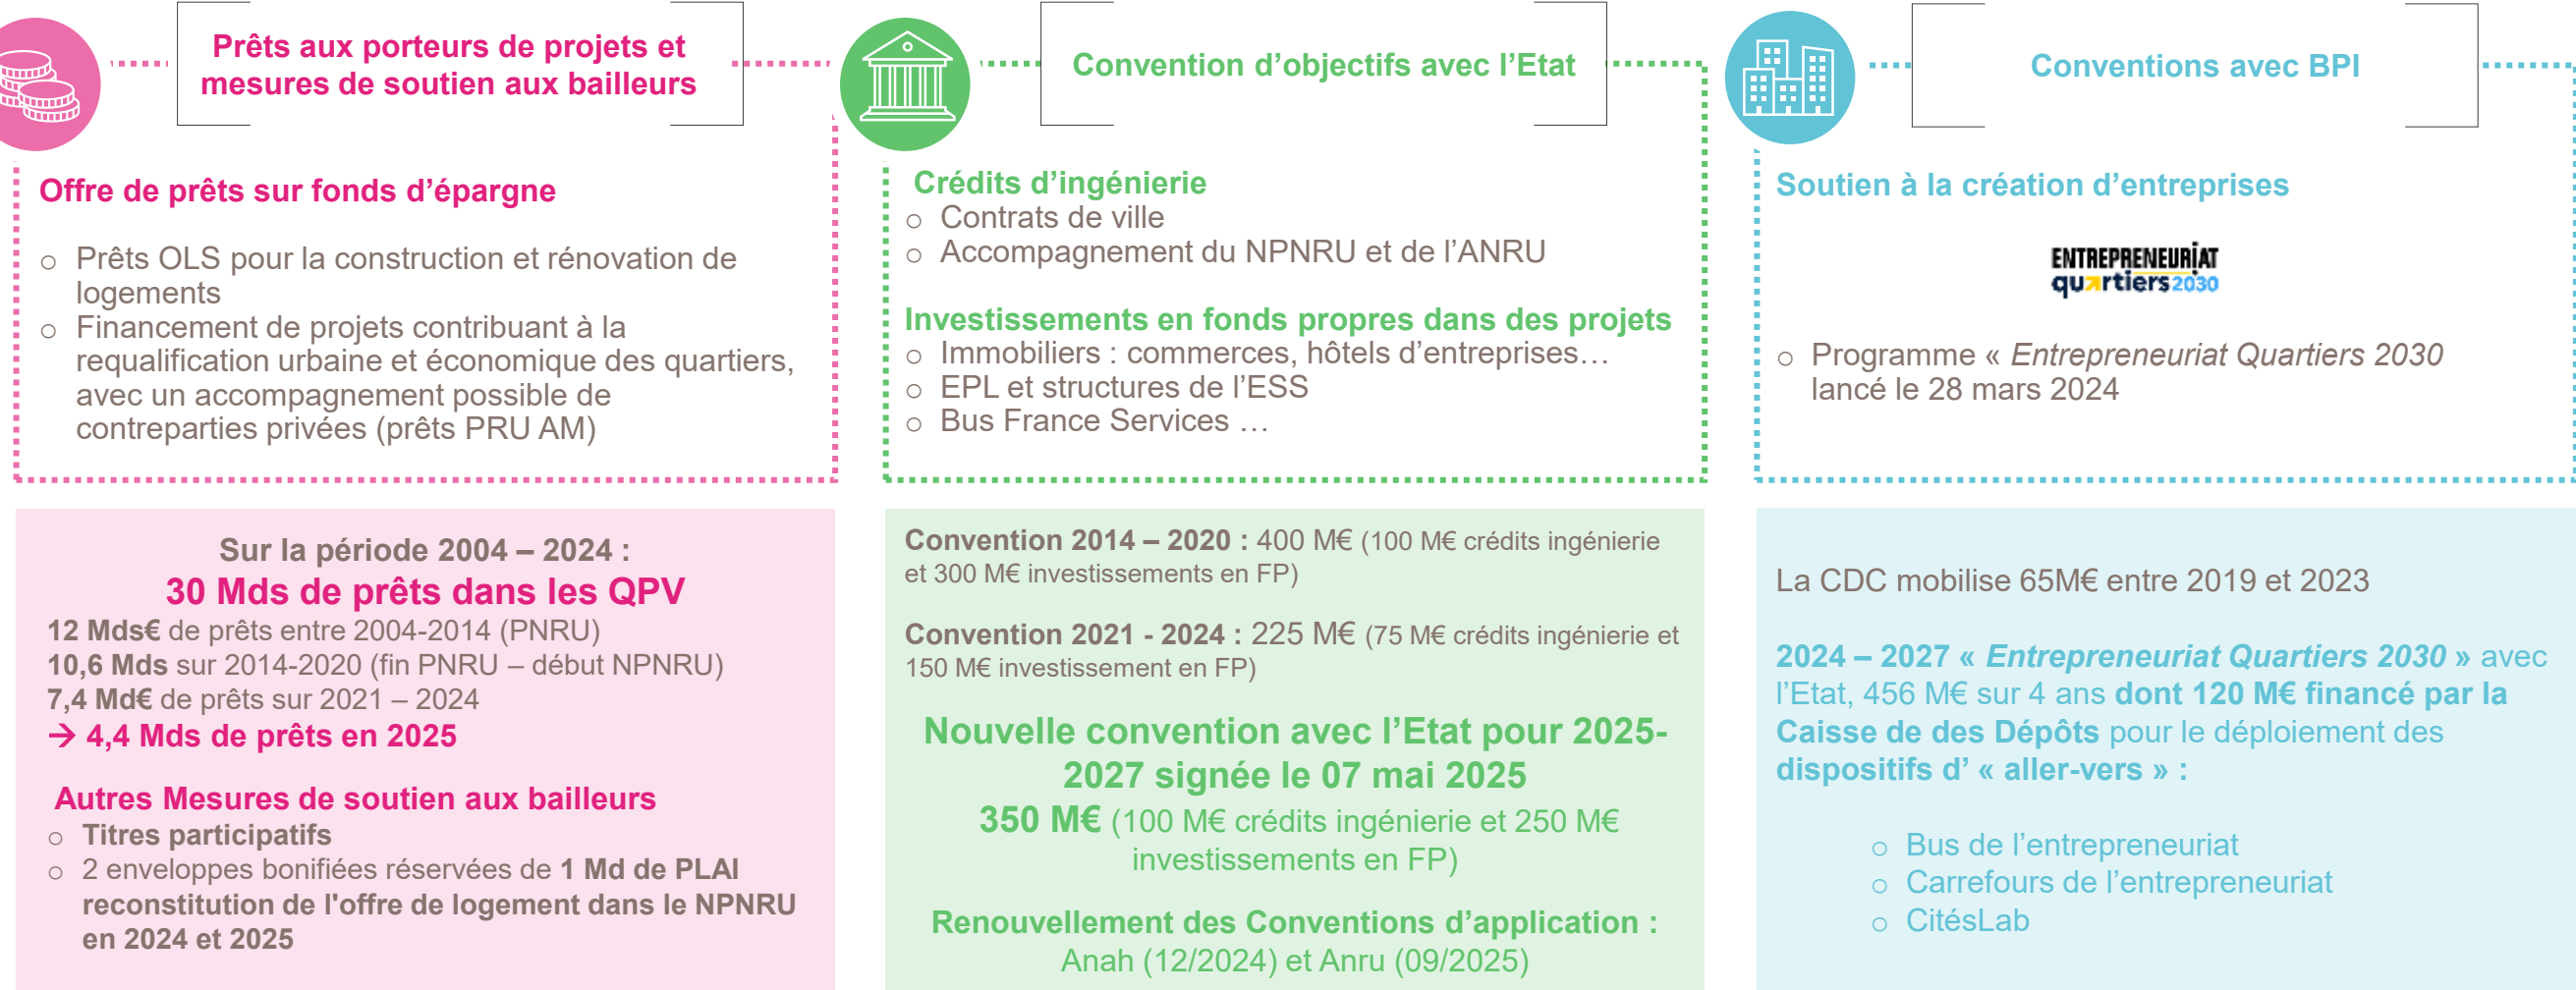 Prêts aux porteurs de projets et
mesures de soutien aux bailleurs
Offre de prêts sur fonds d’épargne
○ Prêts OLS pour la construction et rénovation de
logements
○ Financement de projets contribuant à la
requalification urbaine et économique des quartiers,
avec un accompagnement possible de
contreparties privées (prêts PRU AM)
Sur la période 2004 – 2024 :
30 Mds de prêts dans les QPV
12 Mds€ de prêts entre 2004-2014 (PNRU)
10,6 Mds sur 2014-2020 (fin PNRU – début NPNRU)
7,4 Md€ de prêts sur 2021 – 2024
→ 4,4 Mds de prêts en 2025
Autres Mesures de soutien aux bailleurs
○ Titres participatifs
○ 2 enveloppes bonifiées réservées de 1 Md de PLAI
reconstitution de l'offre de logement dans le NPNRU
en 2024 et 2025
Convention d’objectifs avec l’Etat
Crédits d’ingénierie
○ Contrats de ville
○ Accompagnement du NPNRU et de l’ANRU
Investissements en fonds propres dans des projets
○ Immobiliers : commerces, hôtels d’entreprises…
○ EPL et structures de l’ESS
○ Bus France Services …
Convention 2014 – 2020 : 400 M€ (100 M€ crédits ingénierie
et 300 M€ investissements en FP)
Convention 2021 - 2024 : 225 M€ (75 M€ crédits ingénierie et
150 M€ investissement en FP)
Nouvelle convention avec l’Etat pour 2025-
2027 signée le 07 mai 2025
350 M€ (100 M€ crédits ingénierie et 250 M€
investissements en FP)
Renouvellement des Conventions d’application :
Anah (12/2024) et Anru (09/2025)
Conventions avec BPI
Soutien à la création d’entreprises
ENTREPRENEURIAT
quartiers2030
○ Programme « Entrepreneuriat Quartiers 2030
lancé le 28 mars 2024
La CDC mobilise 65M€ entre 2019 et 2023
2024 – 2027 « Entrepreneuriat Quartiers 2030 » avec
l’Etat, 456 M€ sur 4 ans dont 120 M€ financé par la
Caisse de des Dépôts pour le déploiement des
dispositifs d’ « aller-vers » :
○ Bus de l’entrepreneuriat
○ Carrefours de l’entrepreneuriat
○ CitésLab